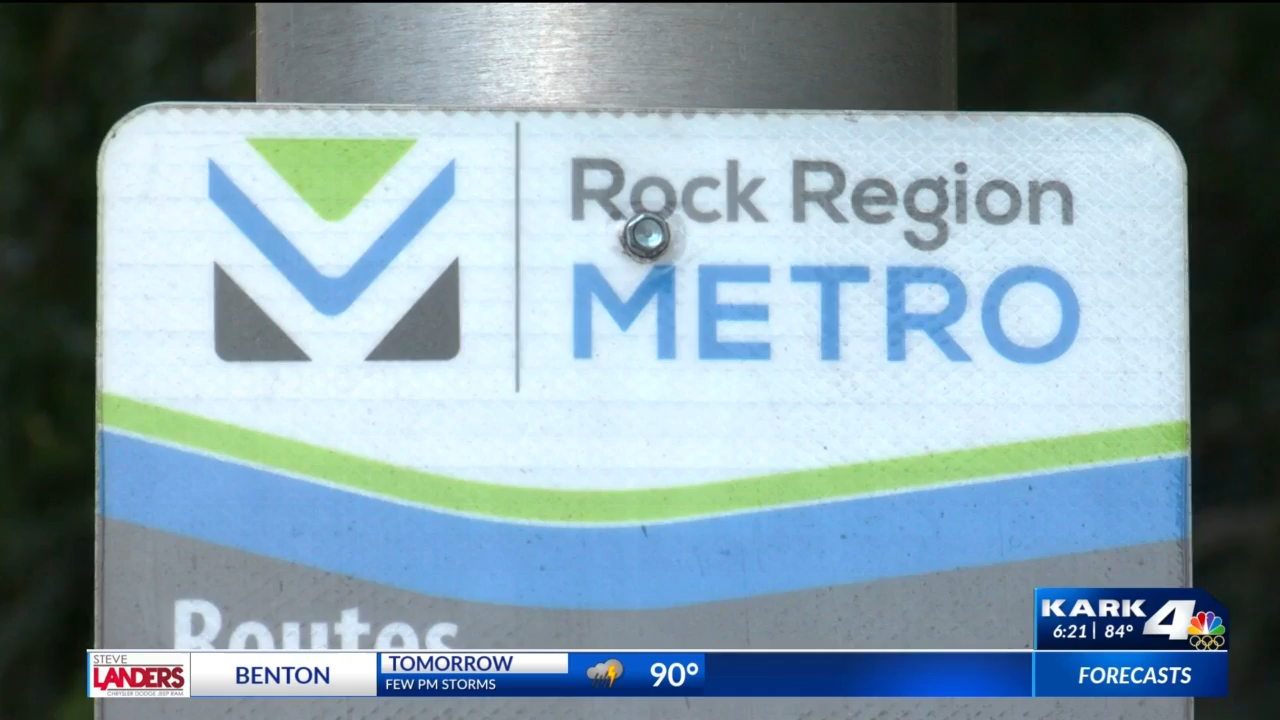 Rock Region
METRO
Routes
KARK 4
6:21 | 84°
STEVE
LANDERS
CHRYSLER DODGE JEEP RAM
BENTON
TOMORROW
FEW PM STORMS
90°
FORECASTS